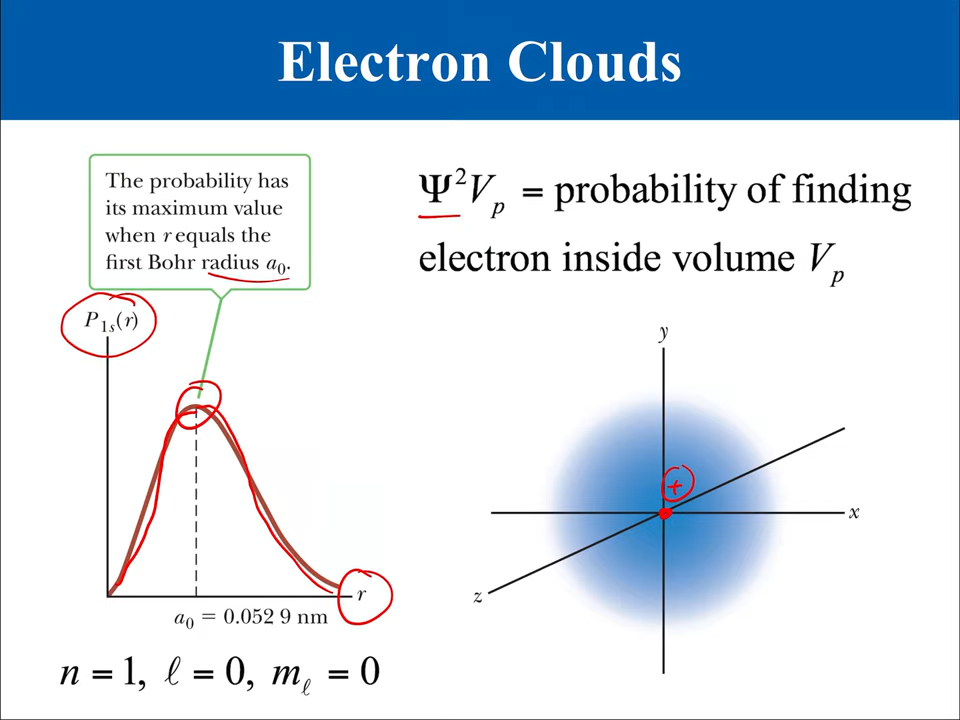 Electron Clouds
The probability has
its maximum value
when r equals the
first Bohr radius a₀.
P₁ₛ(r)
r
a₀ = 0.052 9 nm
n = 1, ℓ = 0, mℓ = 0
Ψ²Vₚ = probability of finding
electron inside volume Vₚ
y
+
x
z